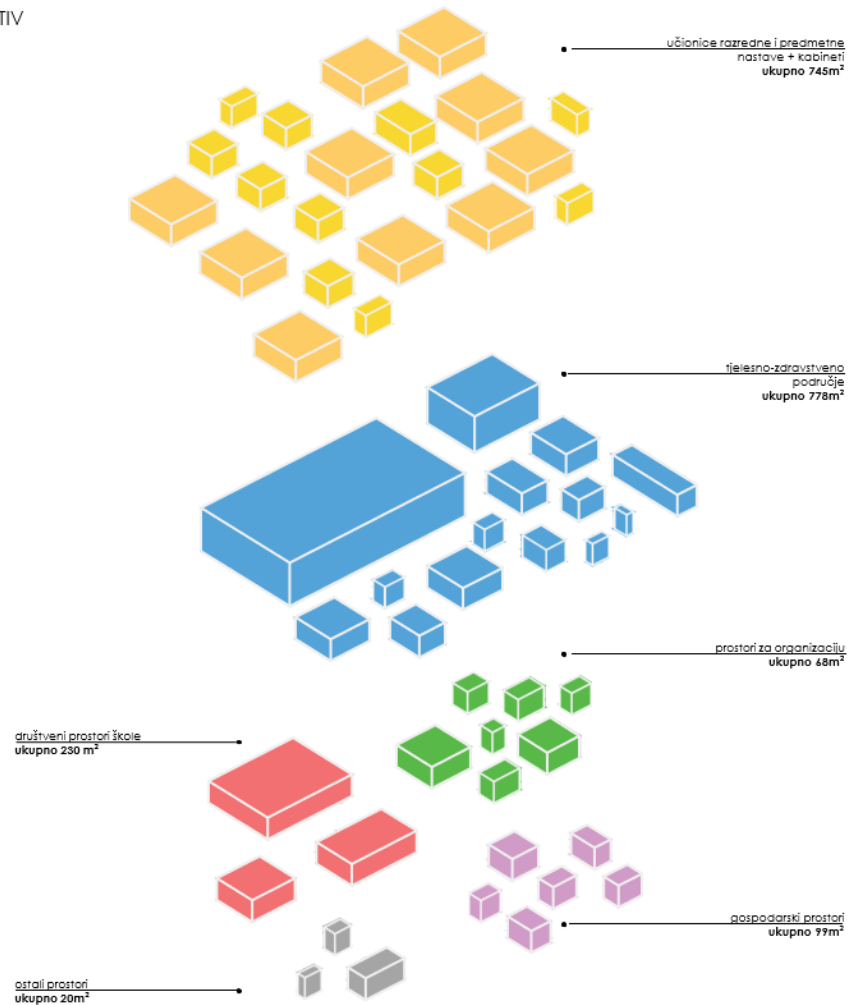 TIV
učionice razredne i predmetne
nastave + kabineti
ukupno 745m²
tjelesno-zdravstveno
područje
ukupno 778m²
prostori za organizaciju
ukupno 68m²
društveni prostori škole
ukupno 230 m²
gospodarski prostori
ukupno 99m²
ostali prostori
ukupno 20m²